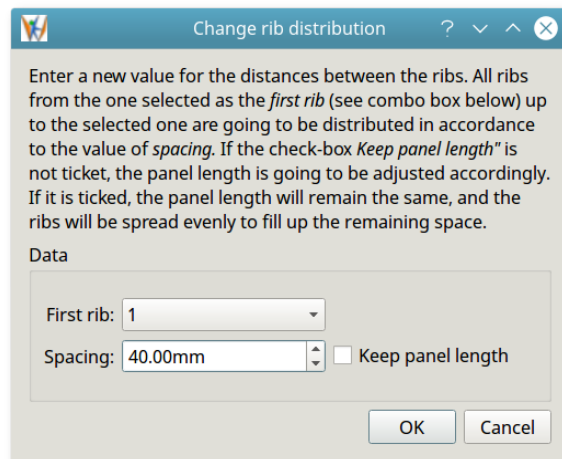 Change rib distribution
Enter a new value for the distances between the ribs. All ribs
from the one selected as the first rib (see combo box below) up
to the selected one are going to be distributed in accordance
to the value of spacing. If the check-box Keep panel length" is
not ticket, the panel length is going to be adjusted accordingly.
If it is ticked, the panel length will remain the same, and the
ribs will be spread evenly to fill up the remaining space.
Data
First rib: 1
Spacing: 40.00mm Keep panel length
OK Cancel